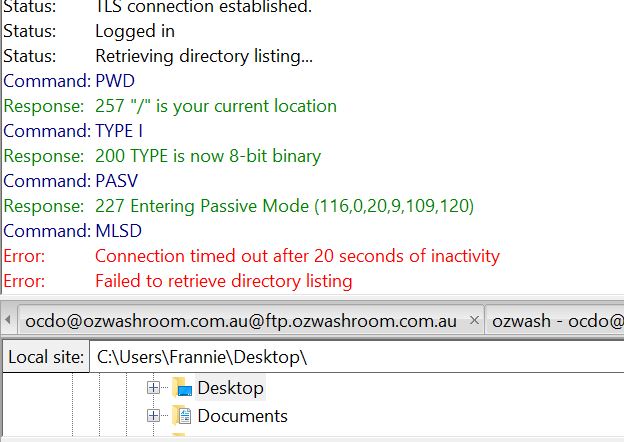 Status: TLS connection established.
Status: Logged in
Status: Retrieving directory listing...
Command: PWD
Response: 257 "/" is your current location
Command: TYPE I
Response: 200 TYPE is now 8-bit binary
Command: PASV
Response: 227 Entering Passive Mode (116,0,20,9,109,120)
Command: MLSD
Error: Connection timed out after 20 seconds of inactivity
Error: Failed to retrieve directory listing
ocdo@ozwashroom.com.au@ftp.ozwashroom.com.au × ozwash - ocdo@
Local site: C:\Users\Frannie\Desktop\
Desktop
Documents